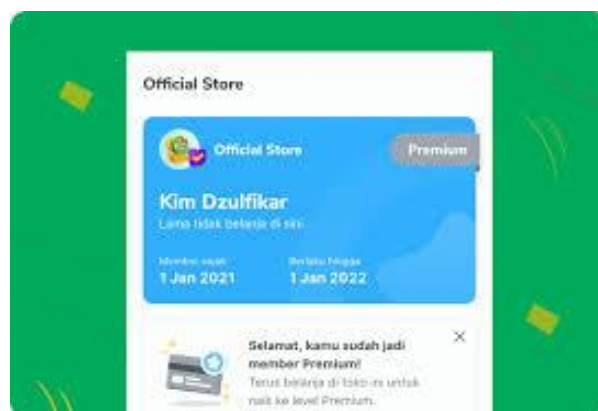 Official Store
Official Store
Premium
Kim Dzulfikar
Lama tidak belanja di sini
Member sejak
Berlaku hingga
1 Jan 2021
1 Jan 2022
Selamat, kamu sudah jadi
member Premium!
Terus belanja di toko ini untuk
naik ke level Premium.